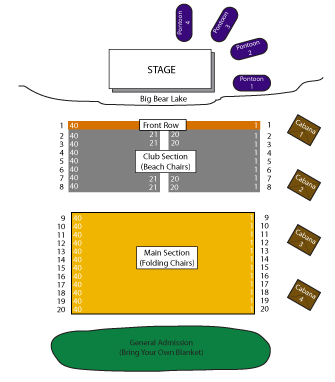 Pontoon
4
Pontoon
3
Pontoon
2
Pontoon
1
STAGE
Big Bear Lake
Front Row
1 40 1 1
2 40 21 20 1 2
3 40 21 20 1 3
4 40 1 4
Club Section
(Beach Chairs)
5 40 1 5
6 40 1 6
7 40 21 20 1 7
8 40 21 20 1 8
Cabana
1
Cabana
2
9 40 1 9
10 40 1 10
11 40 1 11
12 40 1 12
13 40 1 13
Main Section
(Folding Chairs)
14 40 1 14
15 40 1 15
16 40 1 16
17 40 1 17
18 40 1 18
19 40 1 19
20 40 1 20
Cabana
3
Cabana
4
General Admission
(Bring Your Own Blanket)